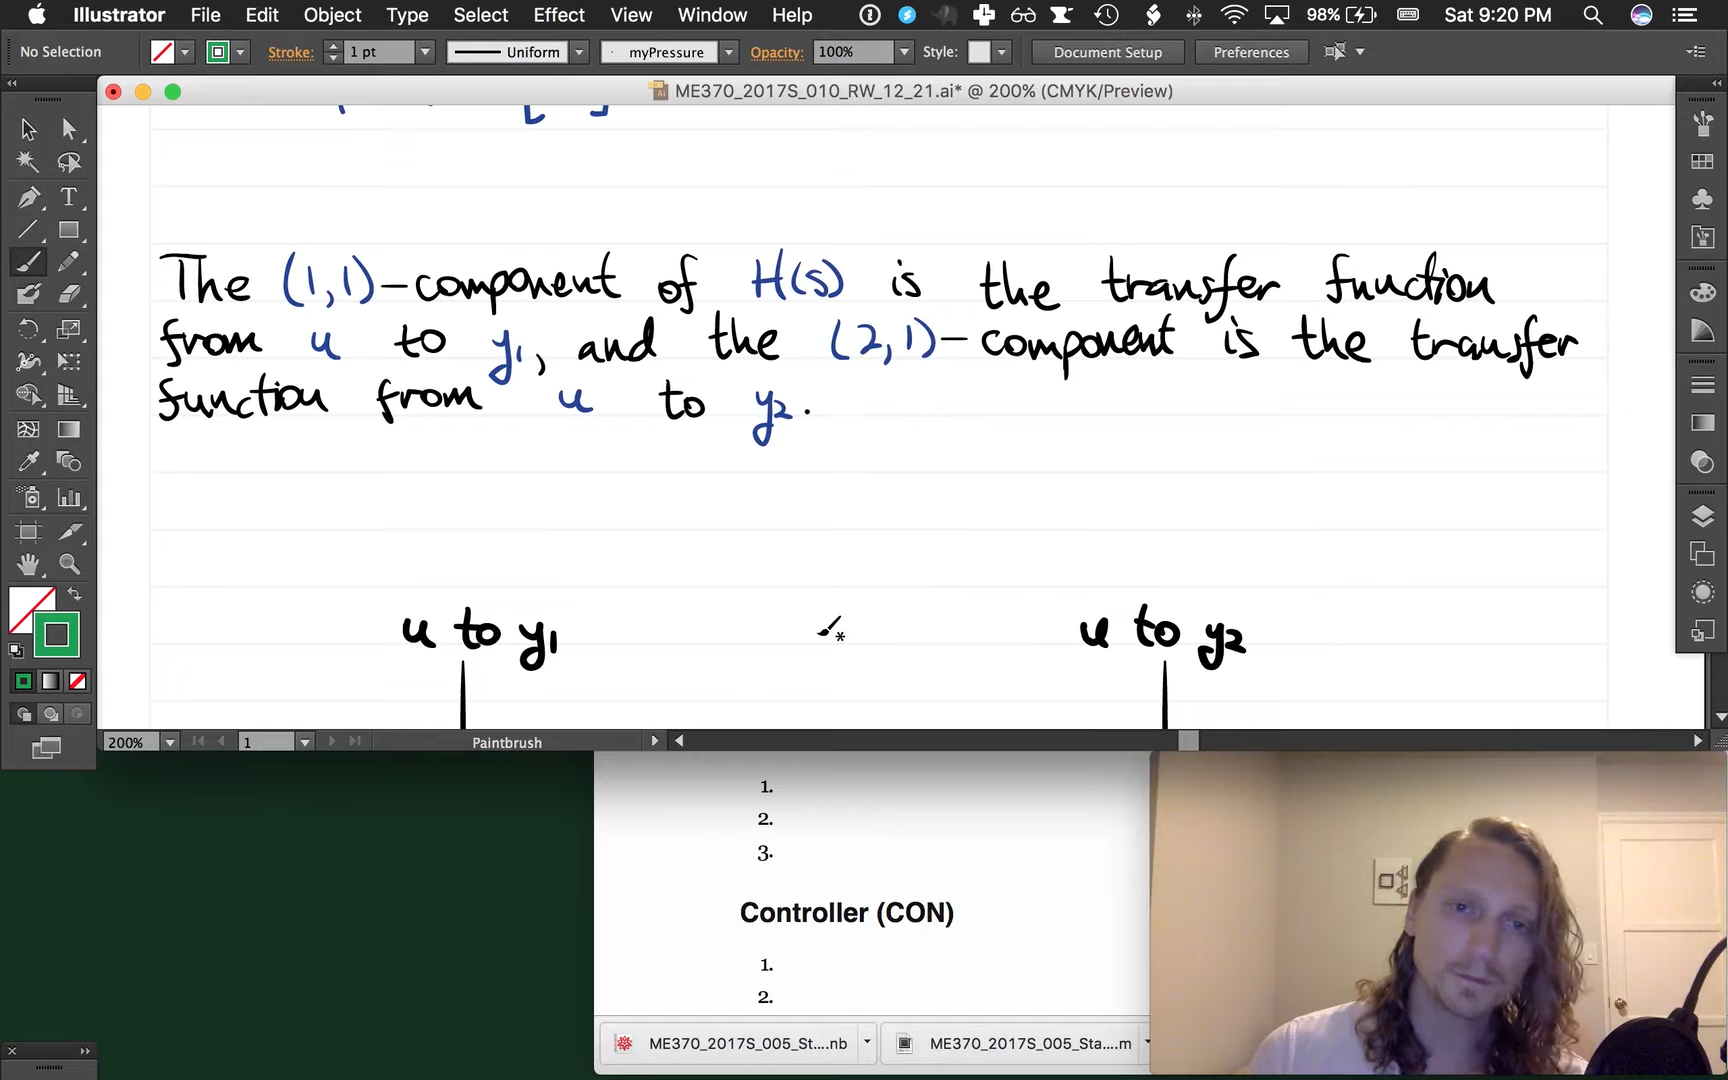 Illustrator File Edit Object Type Select Effect View Window Help 98% Sat 9:20 PM
No Selection Stroke: 1 pt Uniform myPressure Opacity: 100% Style: Document Setup Preferences
ME370_2017S_010_RW_12_21.ai* @ 200% (CMYK/Preview)
The (1,1)-component of H(s) is the transfer function
from u to y₁, and the (2,1)-component is the transfer
function from u to y₂.
u to y₁ u to y₂
200% 1 Paintbrush
1.
2.
3.
Controller (CON)
1.
2.
ME370_2017S_005_St....nb ME370_2017S_005_Sta....m